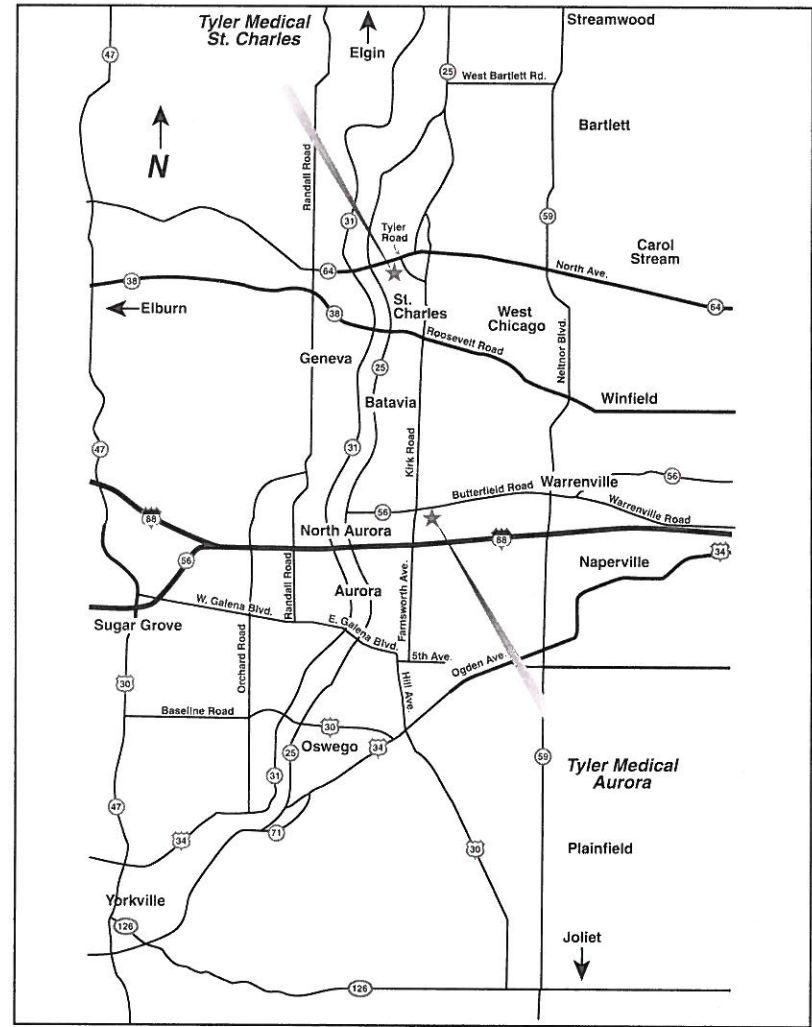 Tyler Medical
St. Charles
Streamwood
47
Elgin
25
West Bartlett Rd.
Bartlett
N
Randall Road
31
59
Tyler
Road
Carol
Stream
64
North Ave.
38
Elburn
38
St.
Charles
64
West
Chicago
Roosevelt Road
Neltnor Blvd.
Geneva
25
Batavia
Winfield
47
31
Kirk Road
Warrenville
56
Butterfield Road
56
Warrenville Road
88
North Aurora
88
34
56
Naperville
Randall Road
Aurora
Farnsworth Ave.
W. Galena Blvd.
Sugar Grove
E. Galena Blvd.
5th Ave.
Ogden Ave.
Orchard Road
Hill Ave.
30
Baseline Road
30
Oswego
34
25
59
31
Tyler Medical
Aurora
47
34
71
30
Plainfield
Yorkville
126
Joliet
126